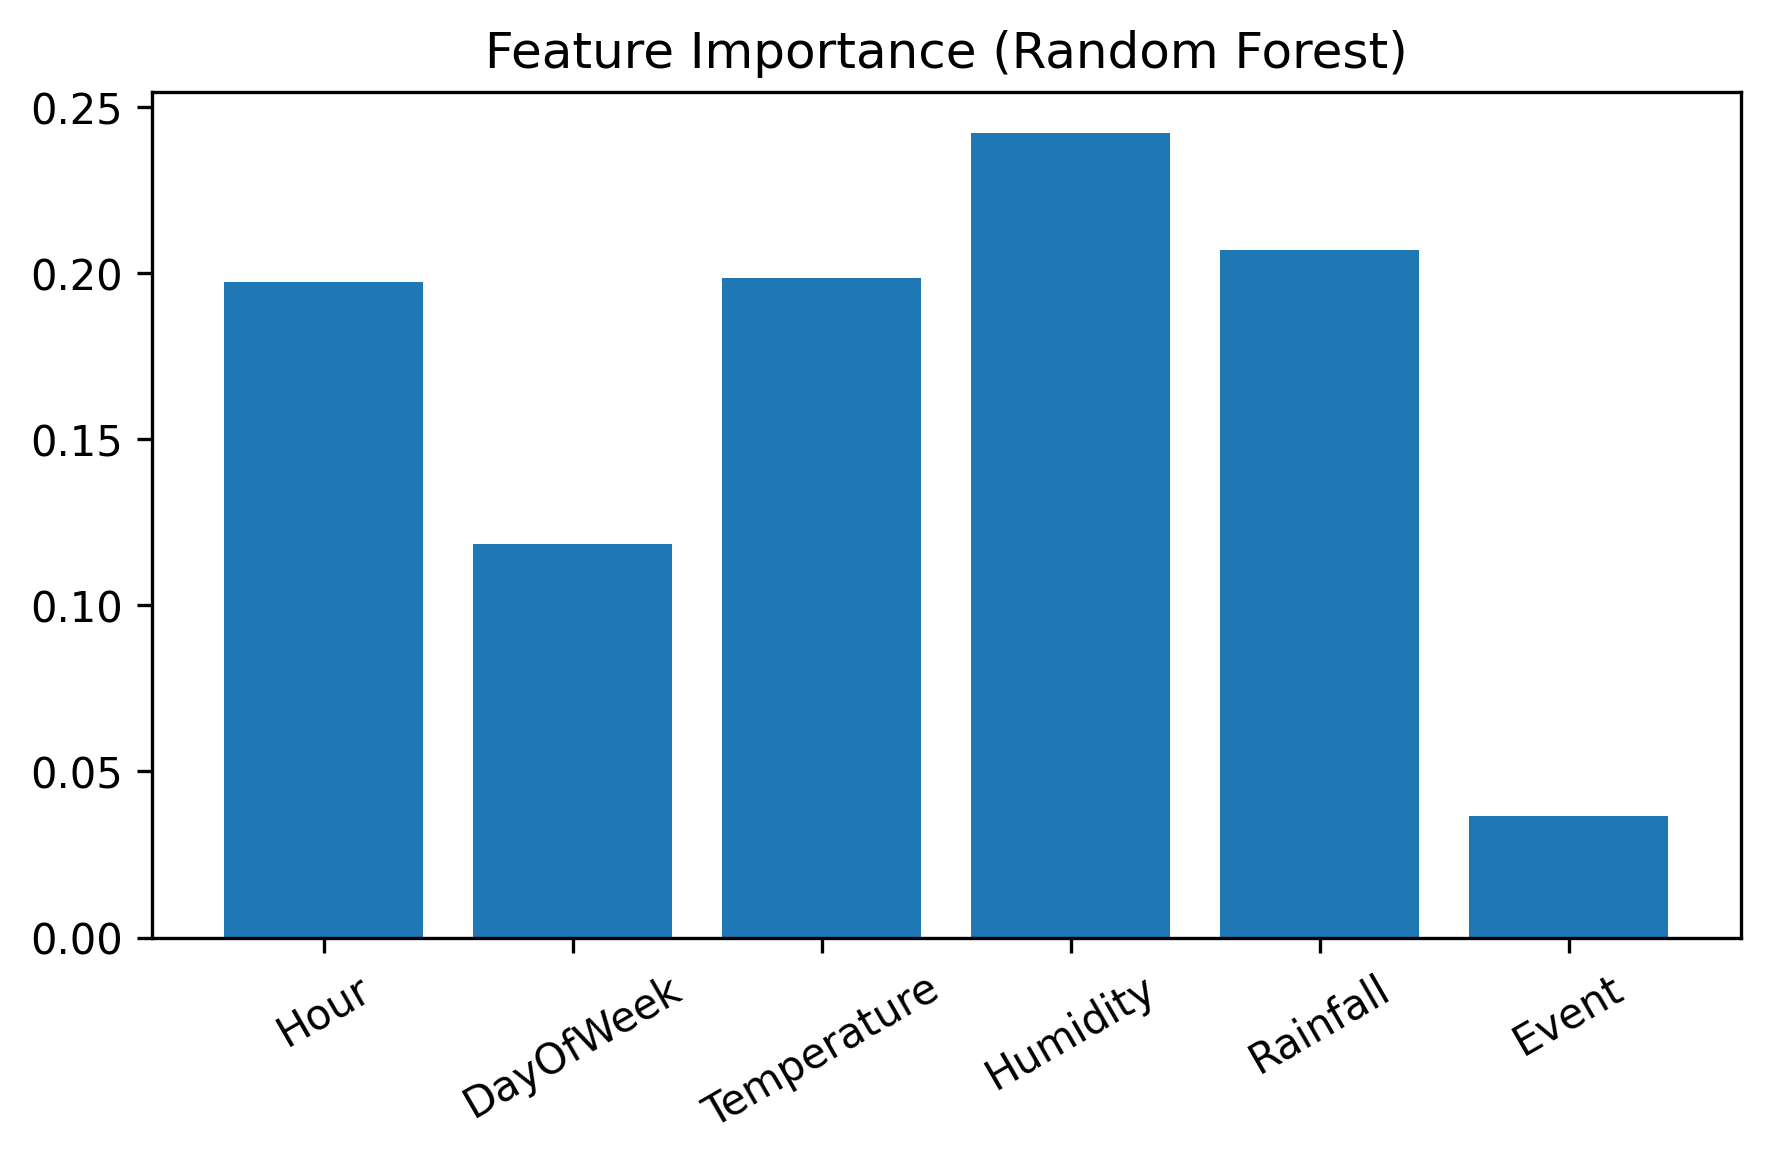 Feature Importance (Random Forest)
0.25
0.20
0.15
0.10
0.05
0.00
Hour
DayOfWeek
Temperature
Humidity
Rainfall
Event